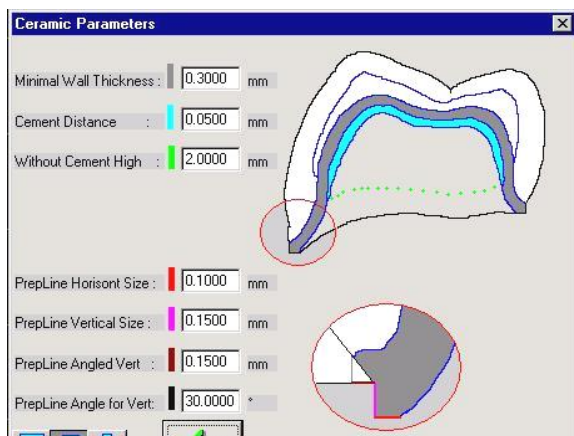 Ceramic Parameters
Minimal Wall Thickness : 0.3000 mm
Cement Distance : 0.0500 mm
Without Cement High : 2.0000 mm
PrepLine Horisont Size : 0.1000 mm
PrepLine Vertical Size : 0.1500 mm
PrepLine Angled Vert : 0.1500 mm
PrepLine Angle for Vert: 30.0000 °